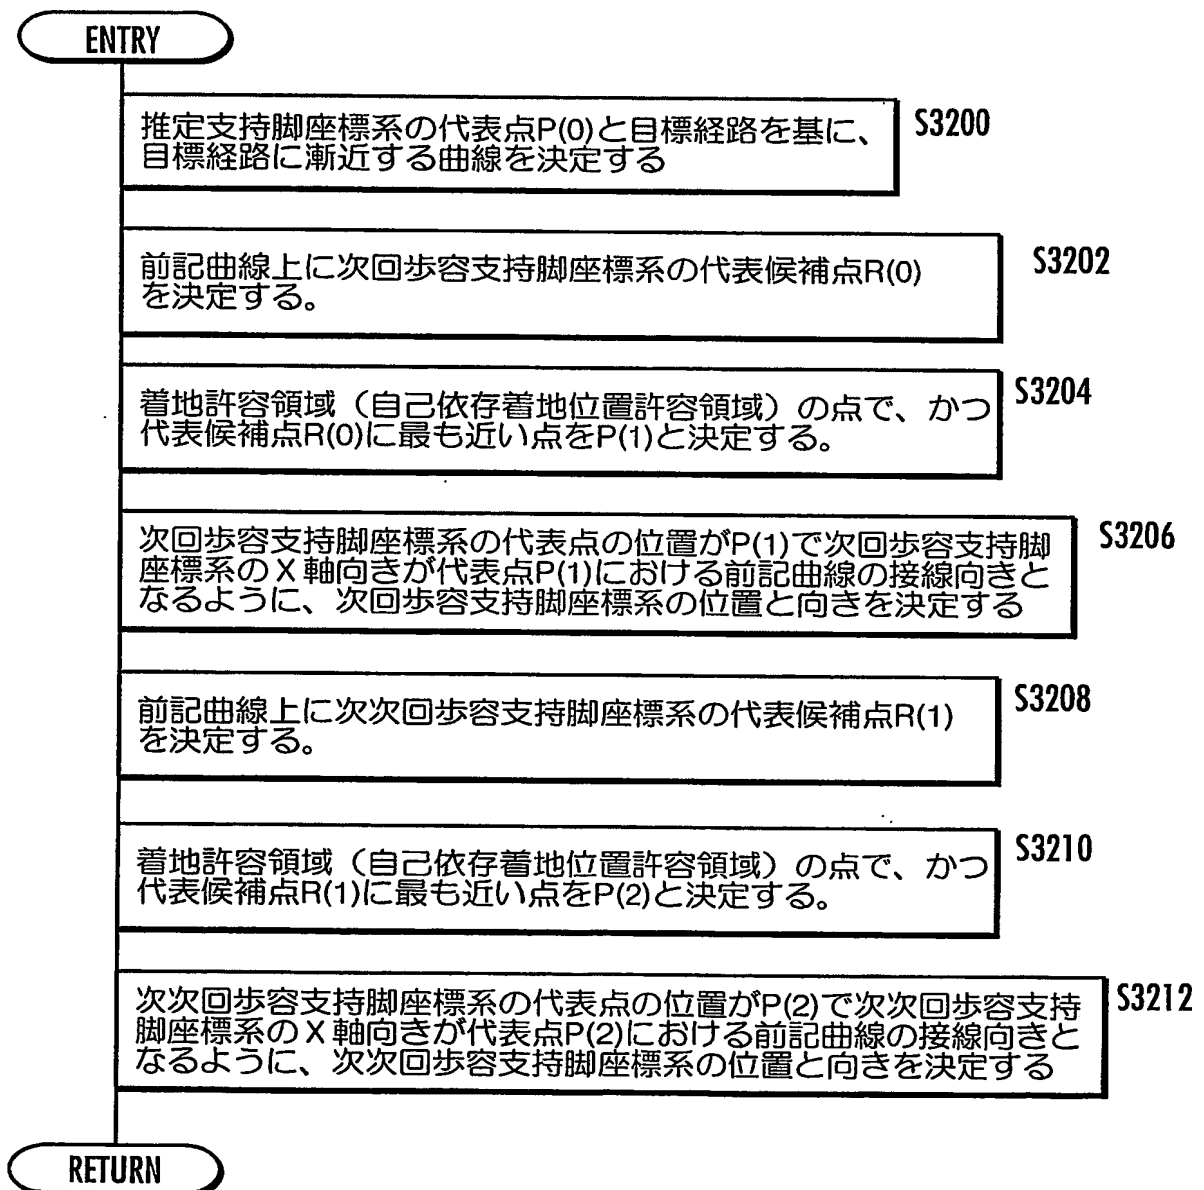 ENTRY
推定支持脚座標系の代表点P(0)と目標経路を基に、
目標経路に漸近する曲線を決定する
S3200
前記曲線上に次回歩容支持脚座標系の代表候補点R(0)
を決定する。
S3202
着地許容領域（自己依存着地位置許容領域）の点で、かつ
代表候補点R(0)に最も近い点をP(1)と決定する。
S3204
次回歩容支持脚座標系の代表点の位置がP(1)で次回歩容支持脚
座標系のX軸向きが代表点P(1)における前記曲線の接線向きと
なるように、次回歩容支持脚座標系の位置と向きを決定する
S3206
前記曲線上に次次回歩容支持脚座標系の代表候補点R(1)
を決定する。
S3208
着地許容領域（自己依存着地位置許容領域）の点で、かつ
代表候補点R(1)に最も近い点をP(2)と決定する。
S3210
次次回歩容支持脚座標系の代表点の位置がP(2)で次次回歩容支持
脚座標系のX軸向きが代表点P(2)における前記曲線の接線向きと
なるように、次次回歩容支持脚座標系の位置と向きを決定する
S3212
RETURN